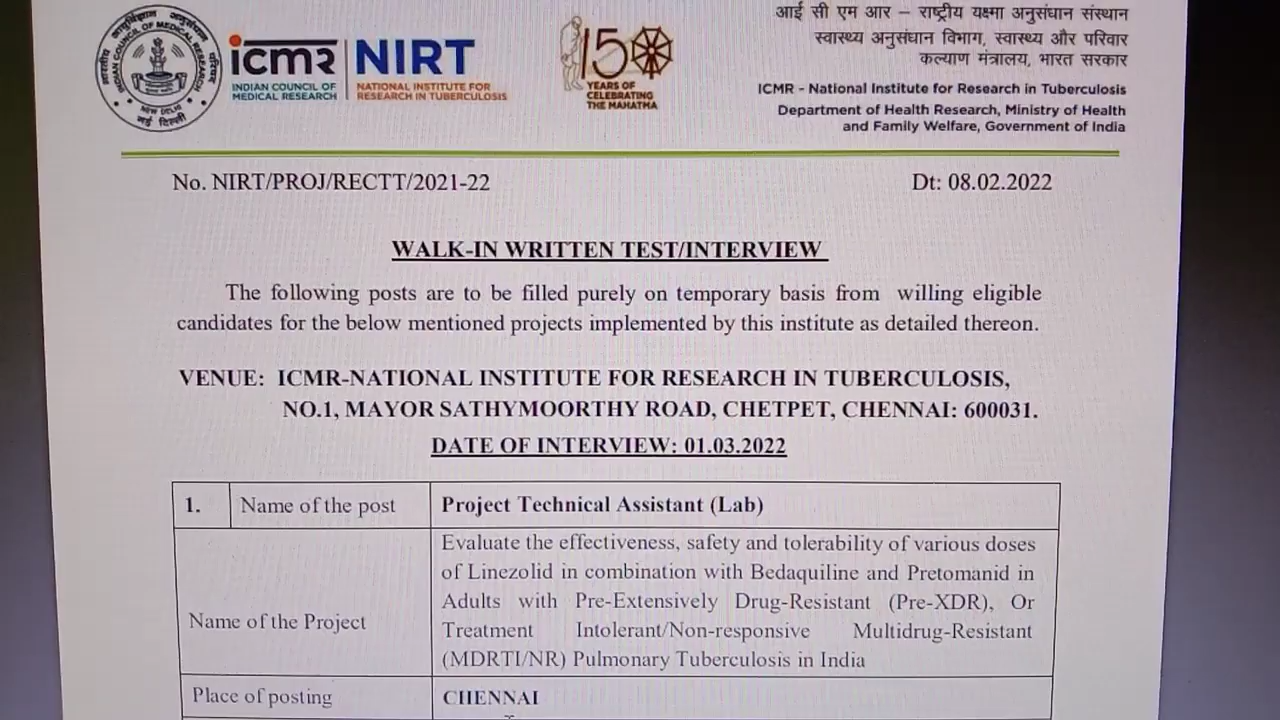 आई सी एम आर – राष्ट्रीय यक्ष्मा अनुसंधान संस्थान
स्वास्थ्य अनुसंधान विभाग, स्वास्थ्य और परिवार
कल्याण मंत्रालय, भारत सरकार
ICMR - National Institute for Research in Tuberculosis
Department of Health Research, Ministry of Health
and Family Welfare, Government of India
INDIAN COUNCIL OF MEDICAL RESEARCH
NEW DELHI
नई दिल्ली
icmr
INDIAN COUNCIL OF
MEDICAL RESEARCH
NIRT
NATIONAL INSTITUTE FOR
RESEARCH IN TUBERCULOSIS
150
YEARS OF
CELEBRATING
THE MAHATMA
No. NIRT/PROJ/RECTT/2021-22
Dt: 08.02.2022
WALK-IN WRITTEN TEST/INTERVIEW
The following posts are to be filled purely on temporary basis from willing eligible
candidates for the below mentioned projects implemented by this institute as detailed thereon.
VENUE: ICMR-NATIONAL INSTITUTE FOR RESEARCH IN TUBERCULOSIS,
NO.1, MAYOR SATHYMOORTHY ROAD, CHETPET, CHENNAI: 600031.
DATE OF INTERVIEW: 01.03.2022
1. Name of the post Project Technical Assistant (Lab)
Name of the Project
Evaluate the effectiveness, safety and tolerability of various doses
of Linezolid in combination with Bedaquiline and Pretomanid in
Adults with Pre-Extensively Drug-Resistant (Pre-XDR), Or
Treatment Intolerant/Non-responsive Multidrug-Resistant
(MDRTI/NR) Pulmonary Tuberculosis in India
Place of posting CHENNAI